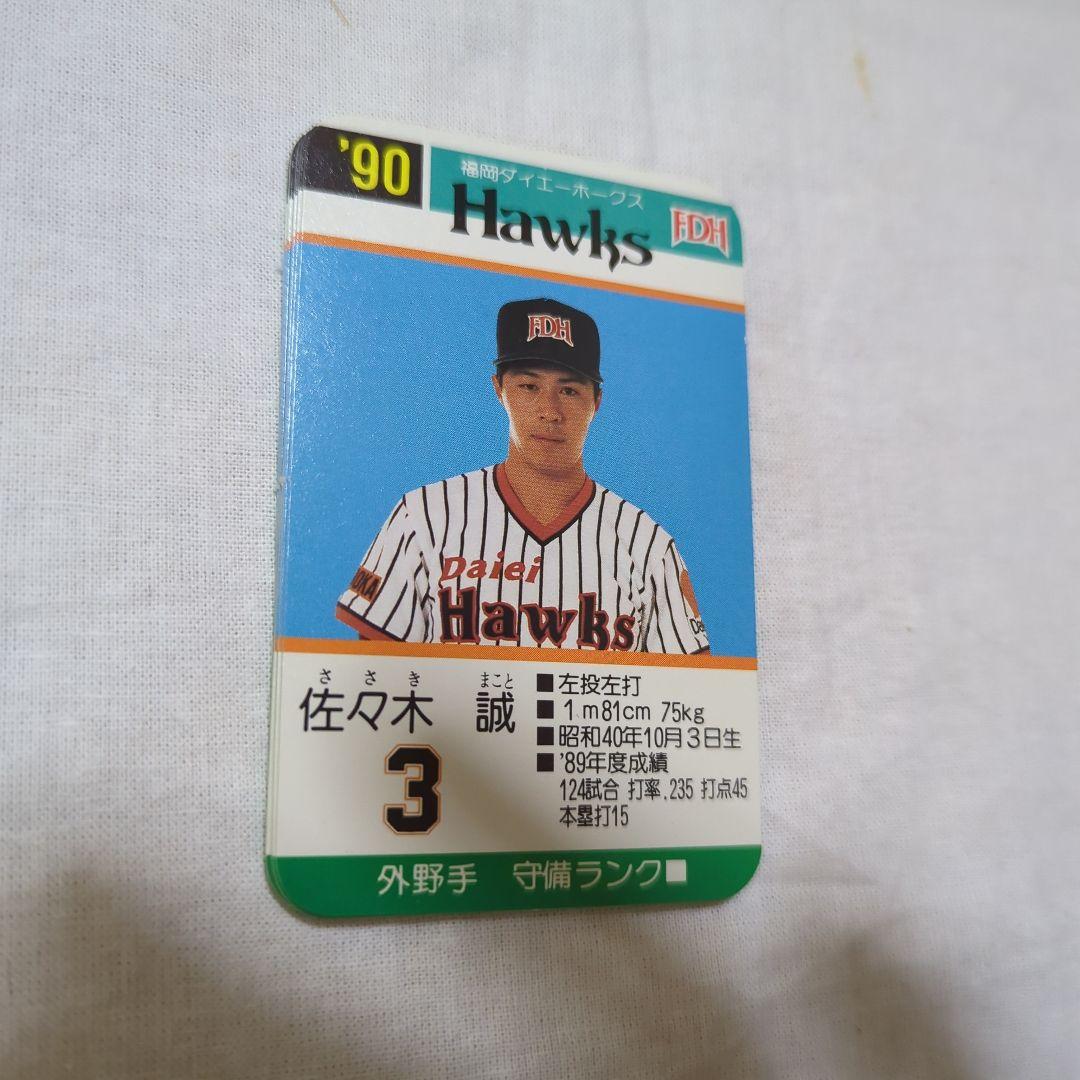 '90
福岡ダイエーホークス
Hawks
FDH
FDH
Daiei
Hawks
OKA
Da
ささき まこと
佐々木 誠
3
■左投左打
■1m81cm 75kg
■昭和40年10月3日生
■'89年度成績
124試合 打率.235 打点45
本塁打15
外野手 守備ランク■